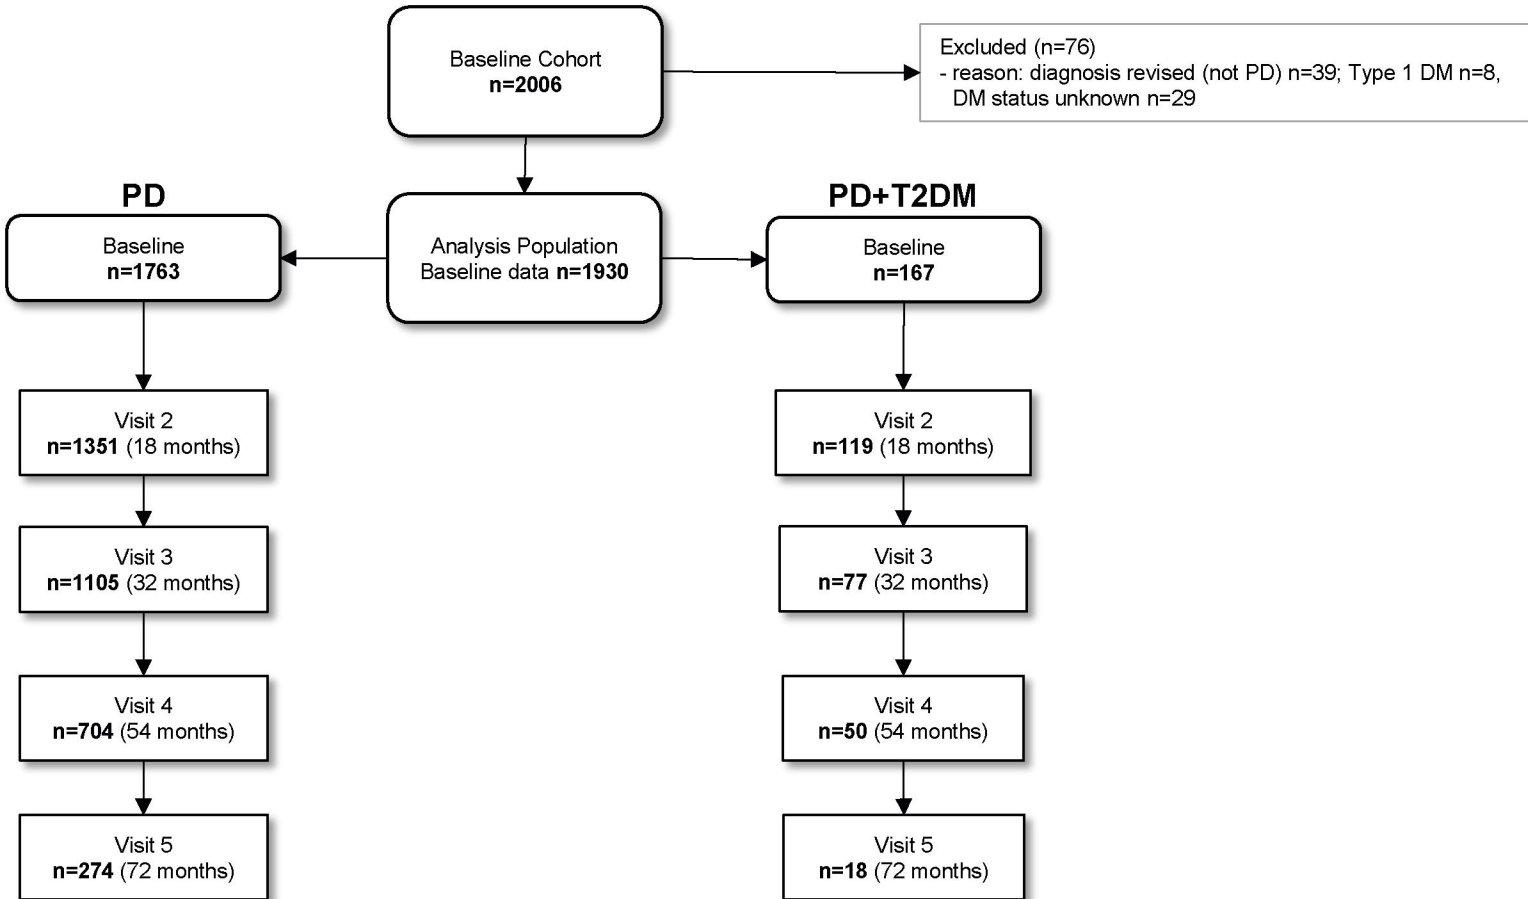 Baseline Cohort
n=2006
Excluded (n=76)
- reason: diagnosis revised (not PD) n=39; Type 1 DM n=8,
DM status unknown n=29
PD
Baseline
n=1763
Analysis Population
Baseline data n=1930
PD+T2DM
Baseline
n=167
Visit 2
n=1351 (18 months)
Visit 2
n=119 (18 months)
Visit 3
n=1105 (32 months)
Visit 3
n=77 (32 months)
Visit 4
n=704 (54 months)
Visit 4
n=50 (54 months)
Visit 5
n=274 (72 months)
Visit 5
n=18 (72 months)